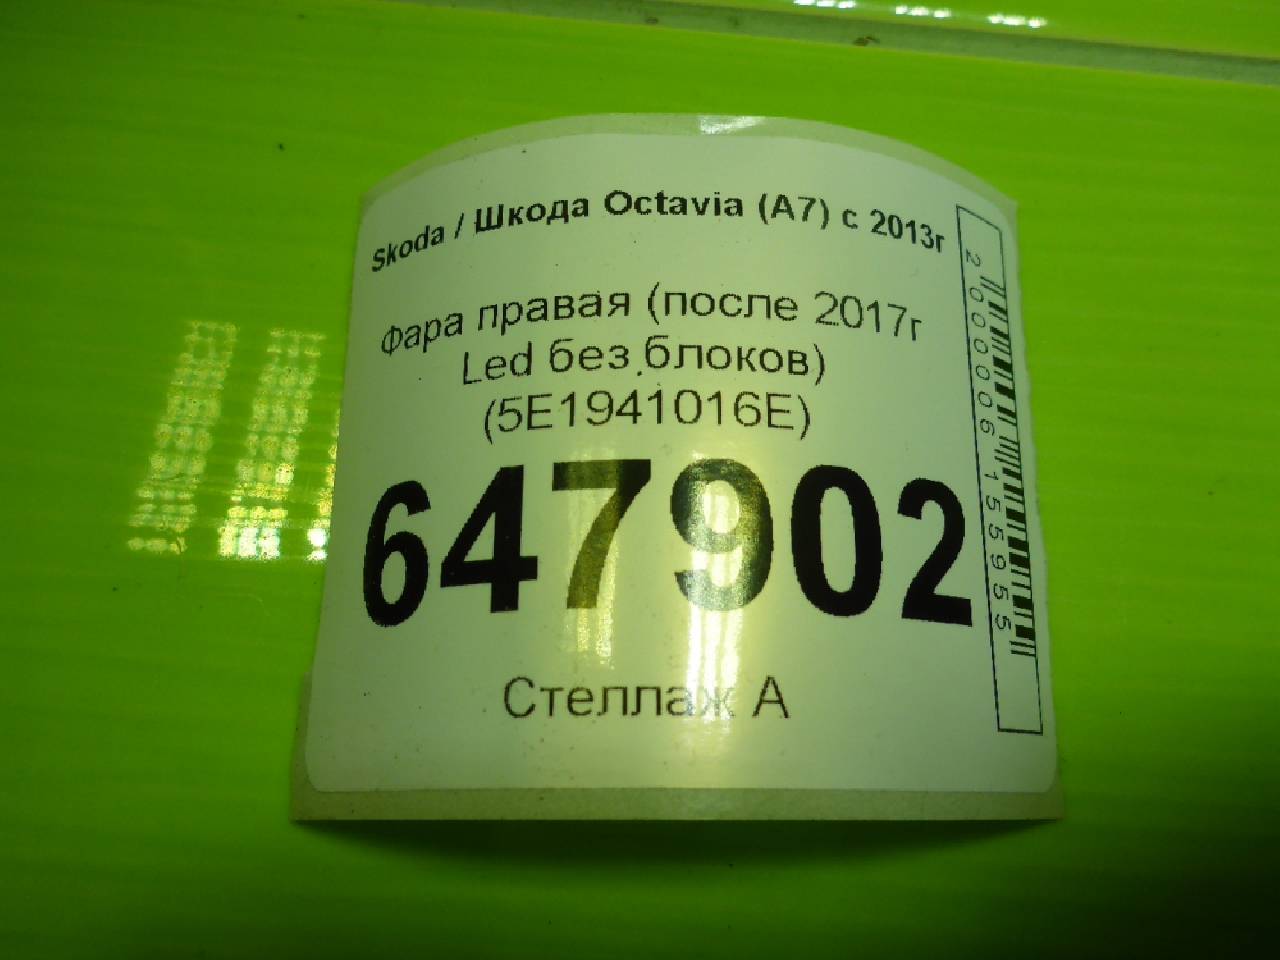 Skoda / Шкода Octavia (A7) с 2013г
Фара правая (после 2017г
Led без блоков)
(5E1941016E)
647902
Стеллаж А
2000006155955